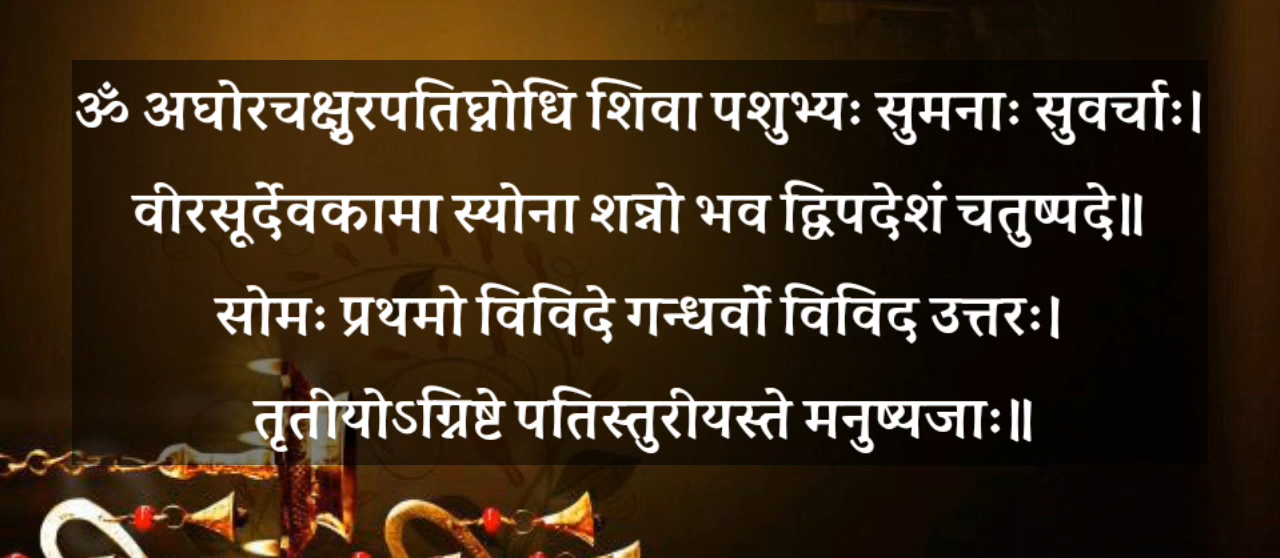 ॐ अघोरचक्षुरपतिघ्नोधि शिवा पशुभ्यः सुमनाः सुवर्चाः।
वीरसूर्देवकामा स्योना शन्नो भव द्विपदेशं चतुष्पदे॥
सोमः प्रथमो विविदे गन्धर्वो विविद उत्तरः।
तृतीयोऽग्निष्टे पतिस्तुरीयस्ते मनुष्यजाः॥